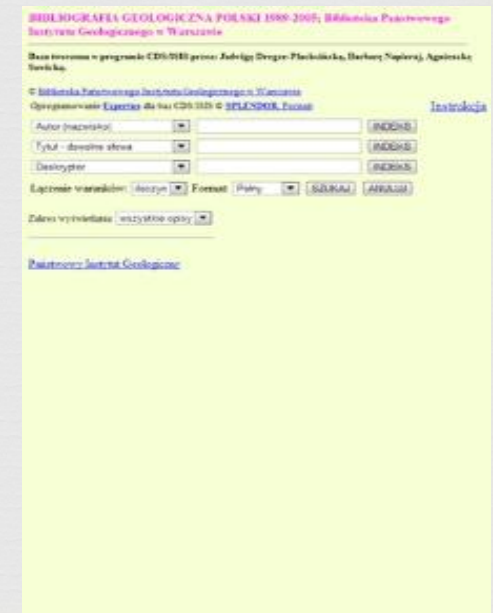 BIBLIOGRAFIA GEOLOGICZNA POLSKI 1989-2005; Biblioteka Państwowego
Instytutu Geologicznego w Warszawie
Baza tworzona w programie CDS/ISIS przez: Jadwigę Barbarę Napieraj, Agnieszkę
Sawicką.
© Biblioteka Państwowego Instytutu Geologicznego w Warszawie
Oprogramowanie Expertus dla baz CDS/ISIS © SPLENDOR, Poznań
Instrukcja
Autor (nazwisko) INDEKS
Tytuł - dowolne słowa INDEKS
Deskryptor INDEKS
Łączenie warunków: iloczyn Format: Pełny SZUKAJ ANULUJ
Zakres wyświetlania: wszystkie opisy
Państwowy Instytut Geologiczny